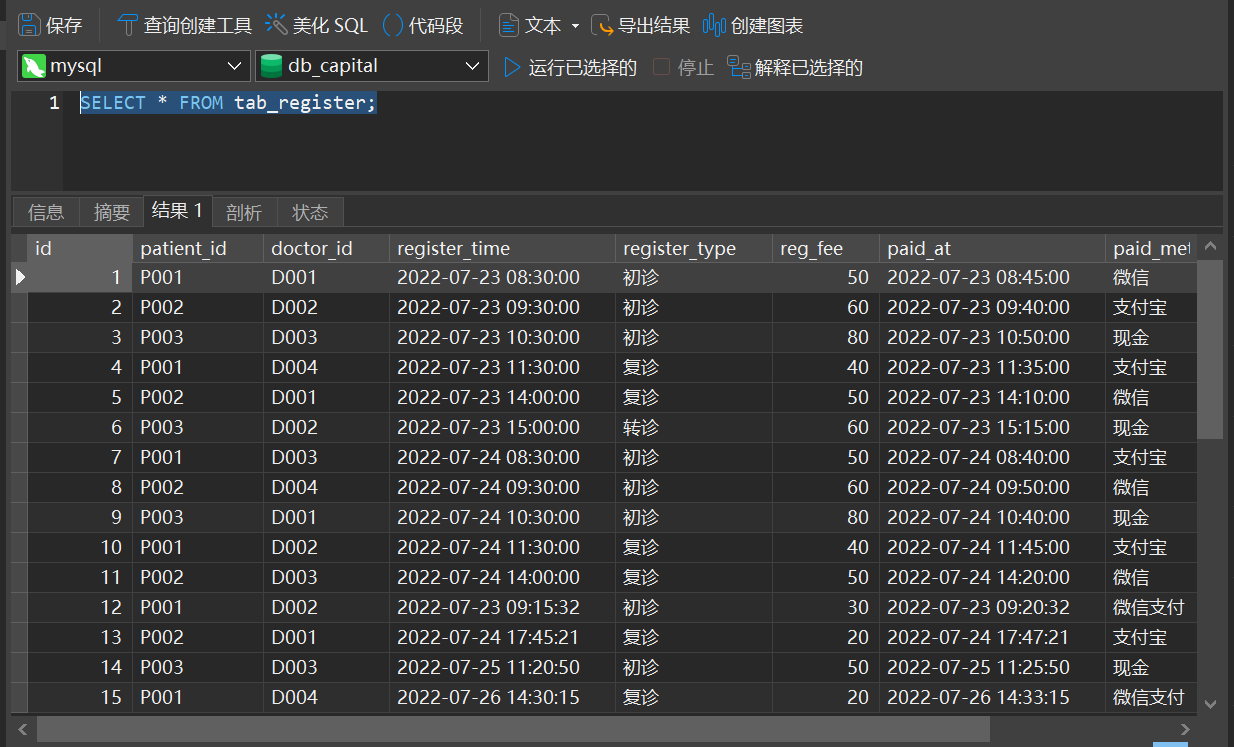 保存 查询创建工具 美化 SQL () 代码段 文本 导出结果 创建图表
mysql db_capital 运行已选择的 停止 解释已选择的
1 SELECT * FROM tab_register;
信息 摘要 结果 1 剖析 状态
id patient_id doctor_id register_time register_type reg_fee paid_at paid_met
1 P001 D001 2022-07-23 08:30:00 初诊 50 2022-07-23 08:45:00 微信
2 P002 D002 2022-07-23 09:30:00 初诊 60 2022-07-23 09:40:00 支付宝
3 P003 D003 2022-07-23 10:30:00 初诊 80 2022-07-23 10:50:00 现金
4 P001 D004 2022-07-23 11:30:00 复诊 40 2022-07-23 11:35:00 支付宝
5 P002 D001 2022-07-23 14:00:00 复诊 50 2022-07-23 14:10:00 微信
6 P003 D002 2022-07-23 15:00:00 转诊 60 2022-07-23 15:15:00 现金
7 P001 D003 2022-07-24 08:30:00 初诊 50 2022-07-24 08:40:00 支付宝
8 P002 D004 2022-07-24 09:30:00 初诊 60 2022-07-24 09:50:00 微信
9 P003 D001 2022-07-24 10:30:00 初诊 80 2022-07-24 10:40:00 现金
10 P001 D002 2022-07-24 11:30:00 复诊 40 2022-07-24 11:45:00 支付宝
11 P002 D003 2022-07-24 14:00:00 复诊 50 2022-07-24 14:20:00 微信
12 P001 D002 2022-07-23 09:15:32 初诊 30 2022-07-23 09:20:32 微信支付
13 P002 D001 2022-07-24 17:45:21 复诊 20 2022-07-24 17:47:21 支付宝
14 P003 D003 2022-07-25 11:20:50 初诊 50 2022-07-25 11:25:50 现金
15 P001 D004 2022-07-26 14:30:15 复诊 20 2022-07-26 14:33:15 微信支付